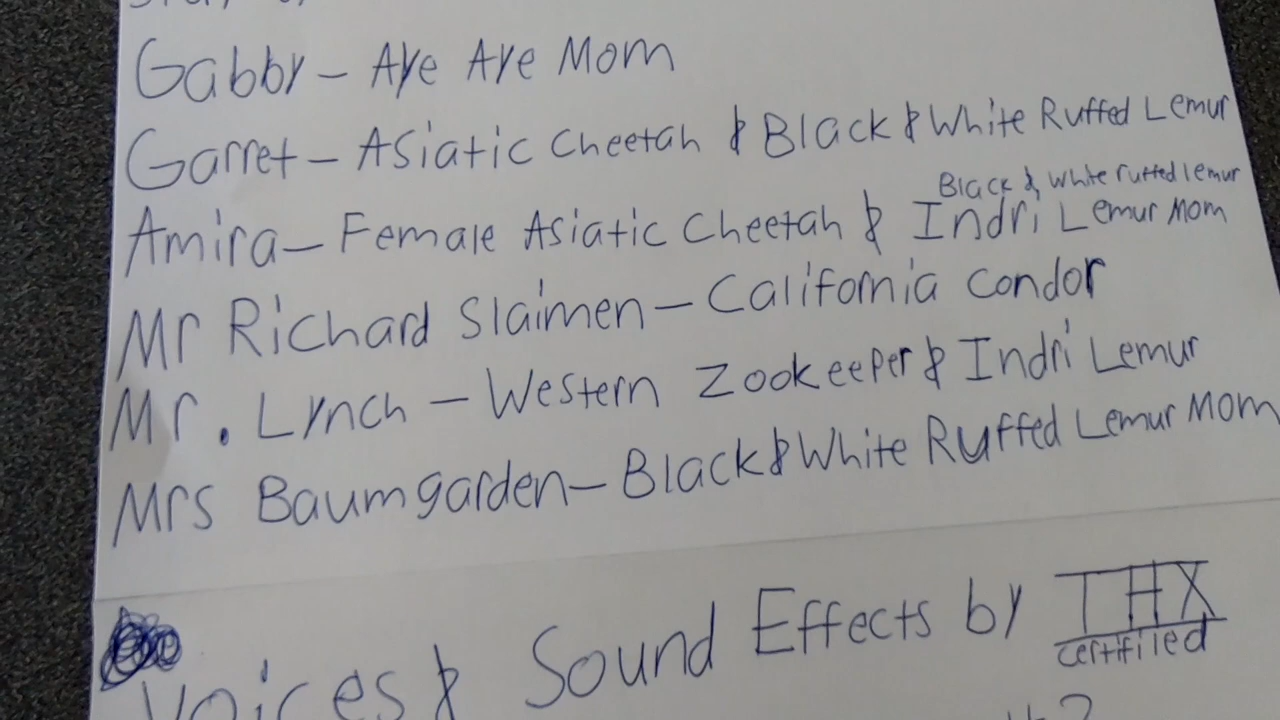 Gabby – Aye Aye Mom
Garret – Asiatic Cheetah & Black & White Ruffed Lemur
Black & White ruffed lemur
Amira – Female Asiatic Cheetah & Indri Lemur Mom
Mr Richard Slaimen – California Condor
Mr. Lynch – Western Zookeeper & Indri Lemur
Mrs Baumgarden – Black & White Ruffed Lemur Mom
Voices & Sound Effects by THX
certifiied